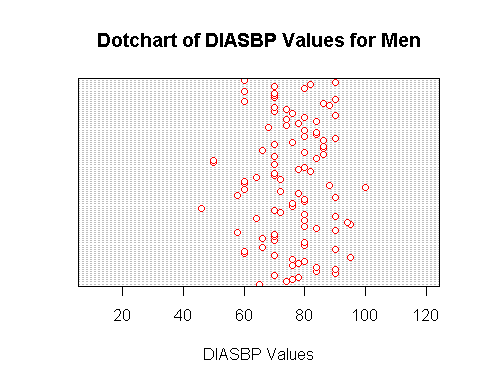 Dotchart of DIASBP Values for Men
20 40 60 80 100 120
DIASBP Values